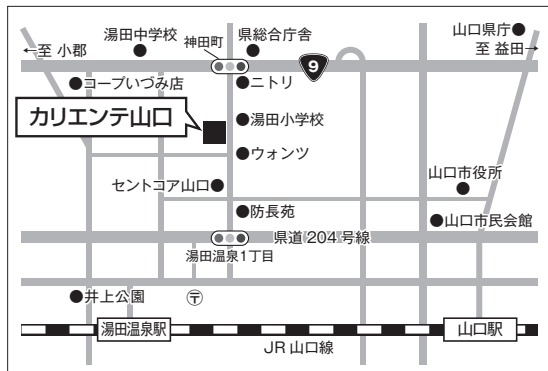 湯田中学校
神田町
県総合庁舎
山口県庁
←至 小郡
至 益田→
コープいづみ店
ニトリ
9
カリエンテ山口
湯田小学校
ウォンツ
山口市役所
セントコア山口
防長苑
山口市民会館
県道204号線
湯田温泉1丁目
井上公園
〒
湯田温泉駅
山口駅
JR山口線